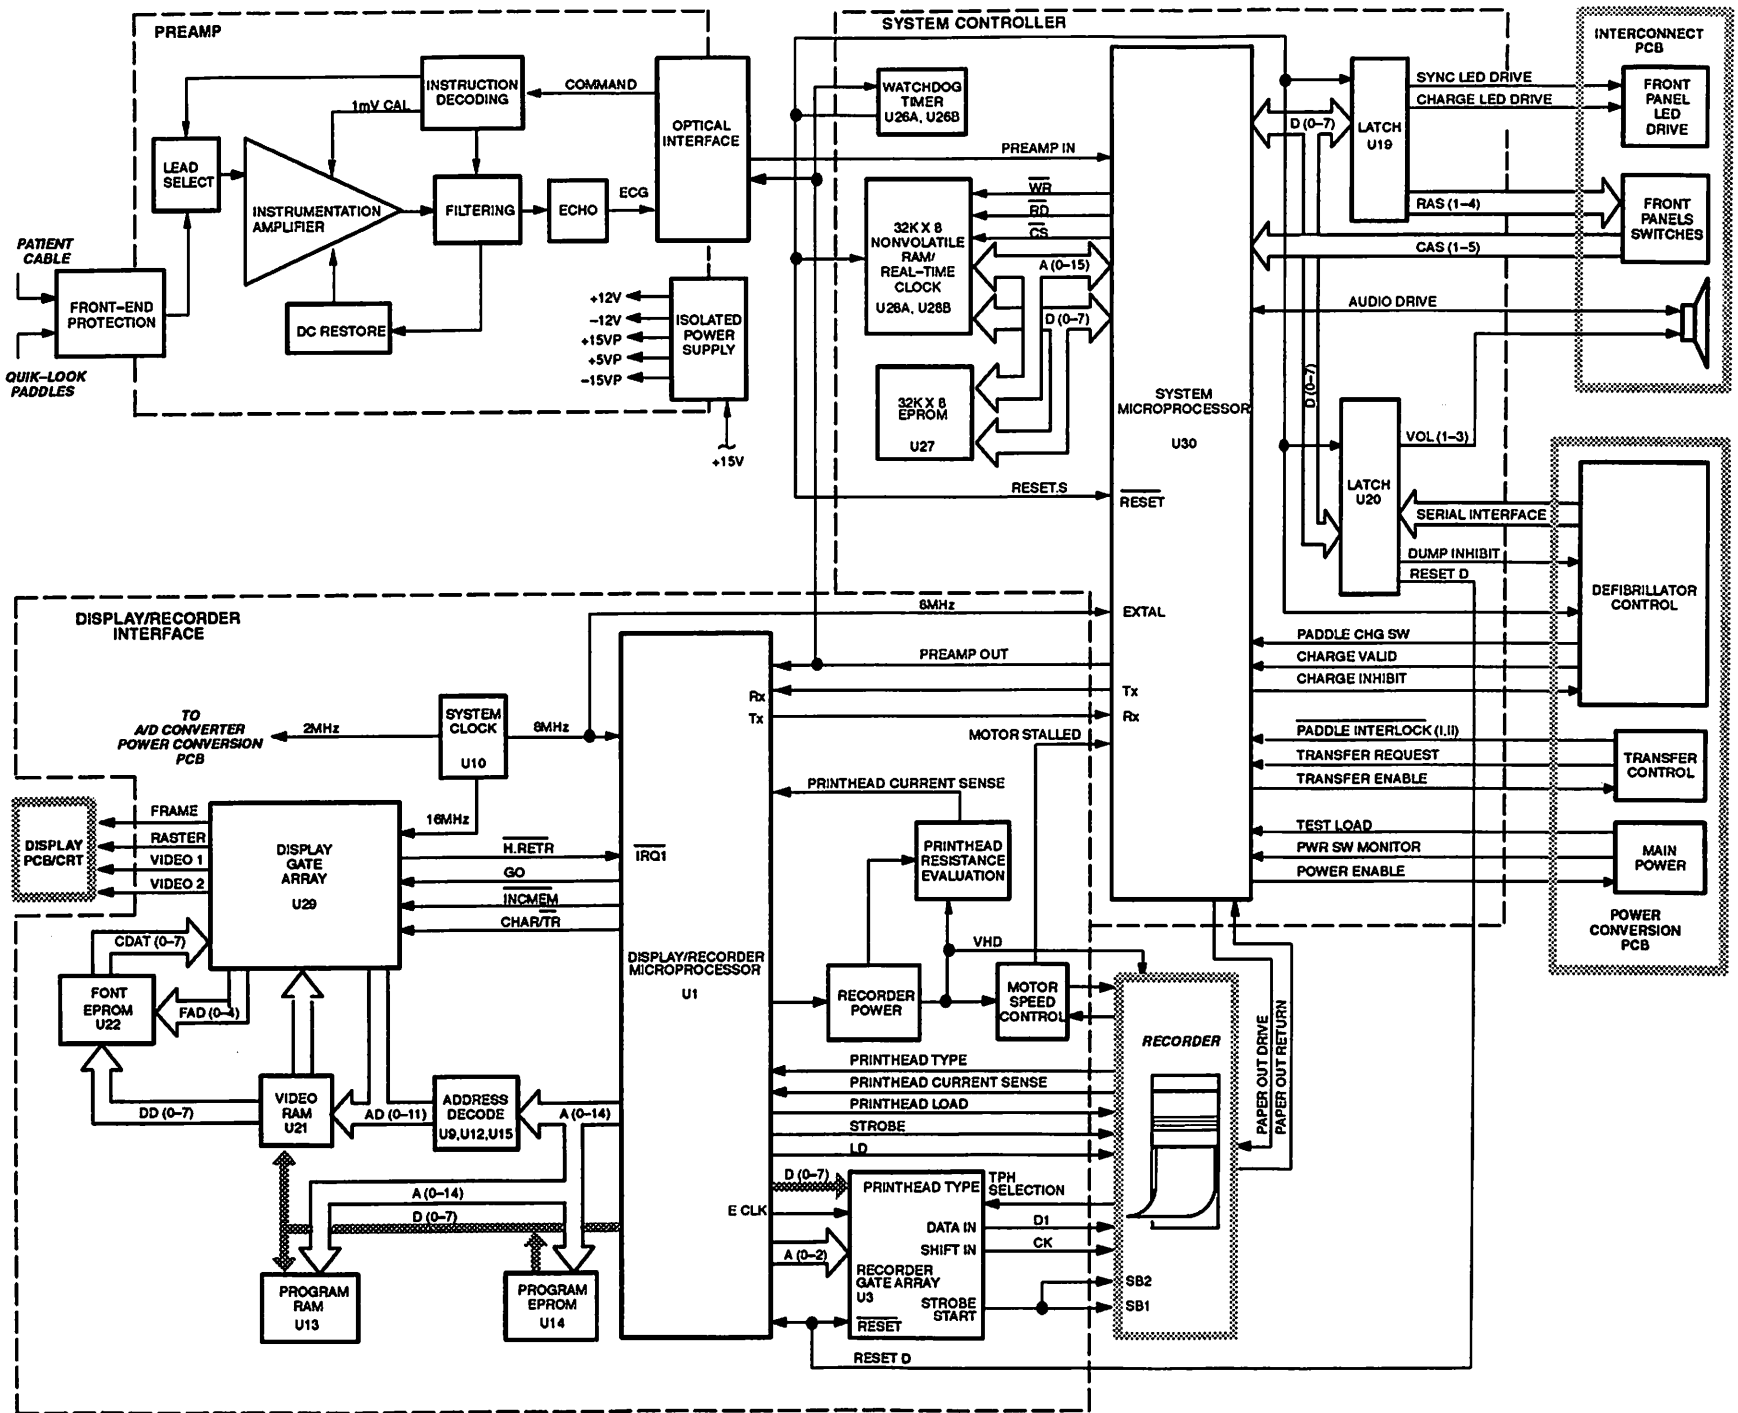 PREAMP
INSTRUCTION
DECODING
COMMAND
1mV CAL
OPTICAL
INTERFACE
LEAD
SELECT
INSTRUMENTATION
AMPLIFIER
FILTERING
ECHO
ECG
PATIENT
CABLE
FRONT-END
PROTECTION
QUIK-LOOK
PADDLES
DC RESTORE
+12V
-12V
+15VP
+5VP
-15VP
ISOLATED
POWER
SUPPLY
+15V
SYSTEM CONTROLLER
WATCHDOG
TIMER
U26A, U26B
PREAMP IN
WR
RD
CS
32K X 8
NONVOLATILE
RAM/
REAL-TIME
CLOCK
U26A, U26B
A (0-15)
D (0-7)
32K X 8
EPROM
U27
RESET.S
RESET
SYSTEM
MICROPROCESSOR
U30
D (0-7)
LATCH
U19
SYNC LED DRIVE
CHARGE LED DRIVE
RAS (1-4)
CAS (1-5)
AUDIO DRIVE
D (0-7)
LATCH
U20
VOL (1-3)
SERIAL INTERFACE
DUMP INHIBIT
RESET D
INTERCONNECT
PCB
FRONT
PANEL
LED
DRIVE
FRONT
PANELS
SWITCHES
DEFIBRILLATOR
CONTROL
PADDLE CHG SW
CHARGE VALID
CHARGE INHIBIT
PADDLE INTERLOCK (I,II)
TRANSFER REQUEST
TRANSFER ENABLE
TRANSFER
CONTROL
TEST LOAD
PWR SW MONITOR
POWER ENABLE
MAIN
POWER
POWER
CONVERSION
PCB
DISPLAY/RECORDER
INTERFACE
8MHz
EXTAL
PREAMP OUT
Rx
Tx
Tx
Rx
TO
A/D CONVERTER
POWER CONVERSION
PCB
2MHz
SYSTEM
CLOCK
U10
8MHz
MOTOR STALLED
PRINTHEAD CURRENT SENSE
16MHz
FRAME
RASTER
VIDEO 1
VIDEO 2
DISPLAY
PCB/CRT
DISPLAY
GATE
ARRAY
U29
H.RETR
IRQ1
GO
INCMEM
CHAR/TR
PRINTHEAD
RESISTANCE
EVALUATION
DISPLAY/RECORDER
MICROPROCESSOR
U1
VHD
RECORDER
POWER
MOTOR
SPEED
CONTROL
CDAT (0-7)
FONT
EPROM
U22
FAD (0-4)
DD (0-7)
VIDEO
RAM
U21
AD (0-11)
ADDRESS
DECODE
U9,U12,U15
A (0-14)
A (0-14)
D (0-7)
PROGRAM
RAM
U13
PROGRAM
EPROM
U14
RECORDER
PAPER OUT DRIVE
PAPER OUT RETURN
PRINTHEAD TYPE
PRINTHEAD CURRENT SENSE
PRINTHEAD LOAD
STROBE
LD
D (0-7)
PRINTHEAD TYPE
TPH
SELECTION
E CLK
DATA IN
D1
SHIFT IN
CK
A (0-2)
RECORDER
GATE ARRAY
U3
STROBE
START
SB2
SB1
RESET
RESET D